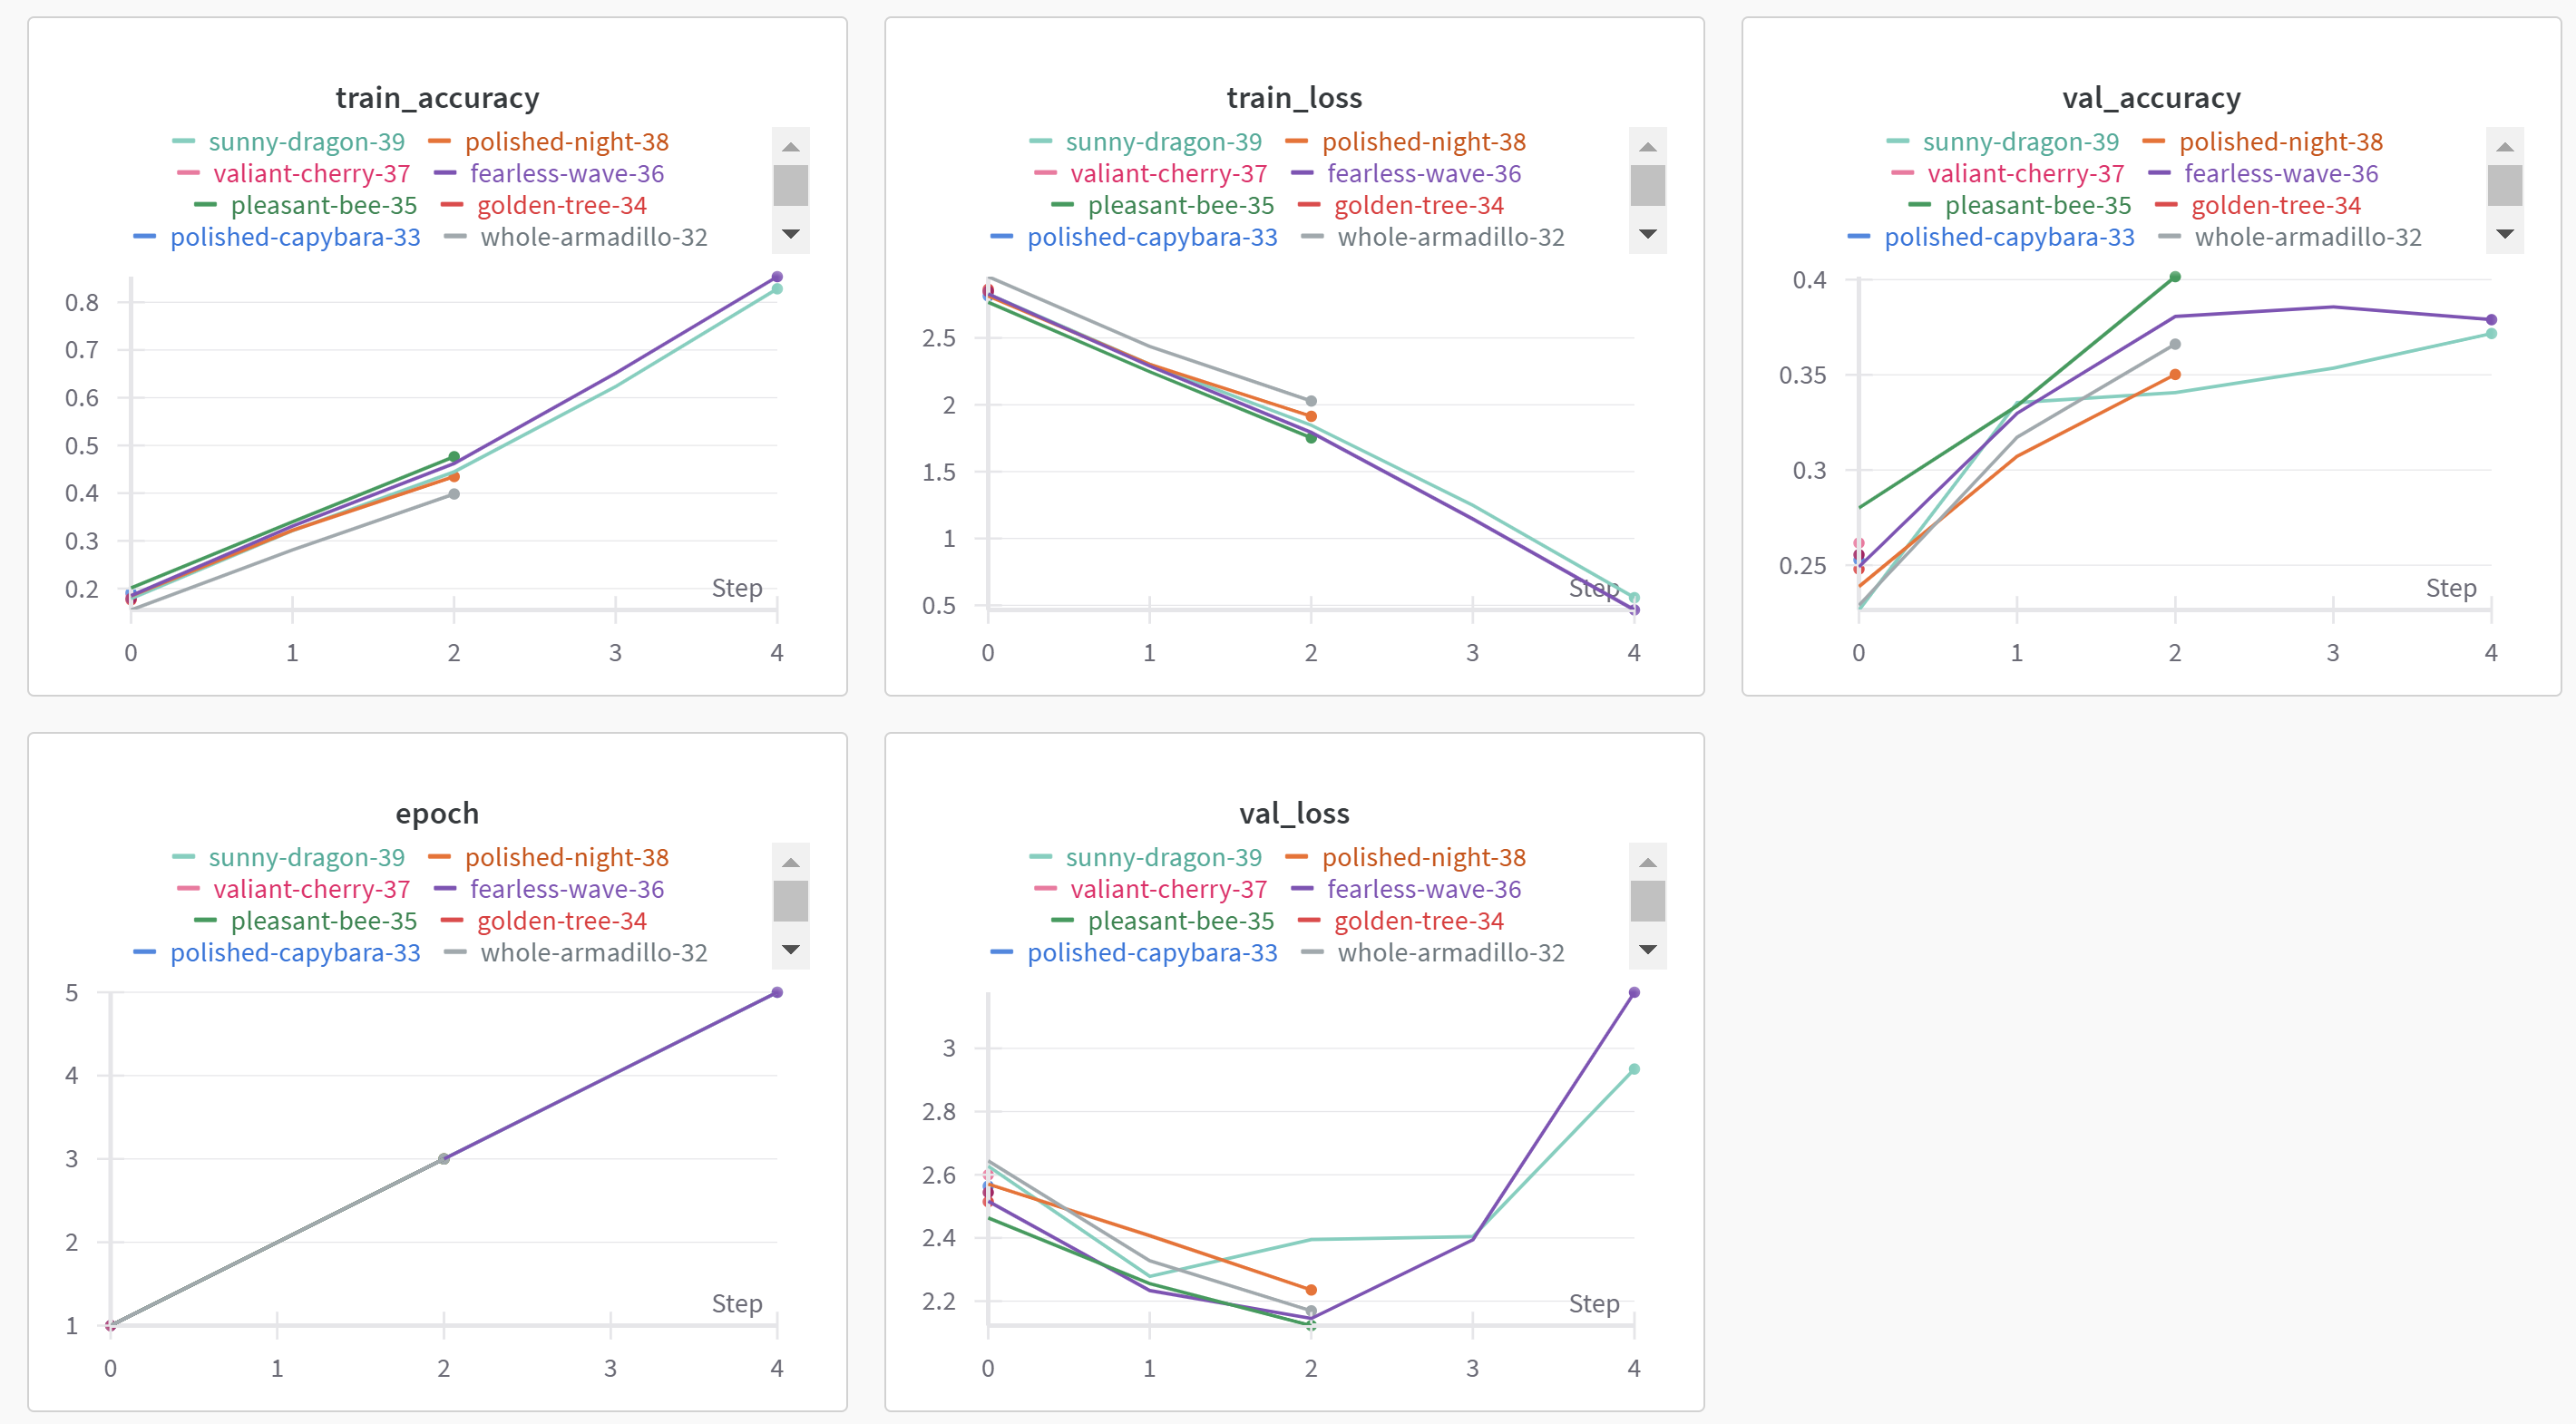 train_accuracy
sunny-dragon-39 polished-night-38
valiant-cherry-37 fearless-wave-36
pleasant-bee-35 golden-tree-34
polished-capybara-33 whole-armadillo-32
0.8
0.7
0.6
0.5
0.4
0.3
0.2
Step
0 1 2 3 4
train_loss
sunny-dragon-39 polished-night-38
valiant-cherry-37 fearless-wave-36
pleasant-bee-35 golden-tree-34
polished-capybara-33 whole-armadillo-32
2.5
2
1.5
1
0.5
Step
0 1 2 3 4
val_accuracy
sunny-dragon-39 polished-night-38
valiant-cherry-37 fearless-wave-36
pleasant-bee-35 golden-tree-34
polished-capybara-33 whole-armadillo-32
0.4
0.35
0.3
0.25
Step
0 1 2 3 4
epoch
sunny-dragon-39 polished-night-38
valiant-cherry-37 fearless-wave-36
pleasant-bee-35 golden-tree-34
polished-capybara-33 whole-armadillo-32
5
4
3
2
1
Step
0 1 2 3 4
val_loss
sunny-dragon-39 polished-night-38
valiant-cherry-37 fearless-wave-36
pleasant-bee-35 golden-tree-34
polished-capybara-33 whole-armadillo-32
3
2.8
2.6
2.4
2.2
Step
0 1 2 3 4